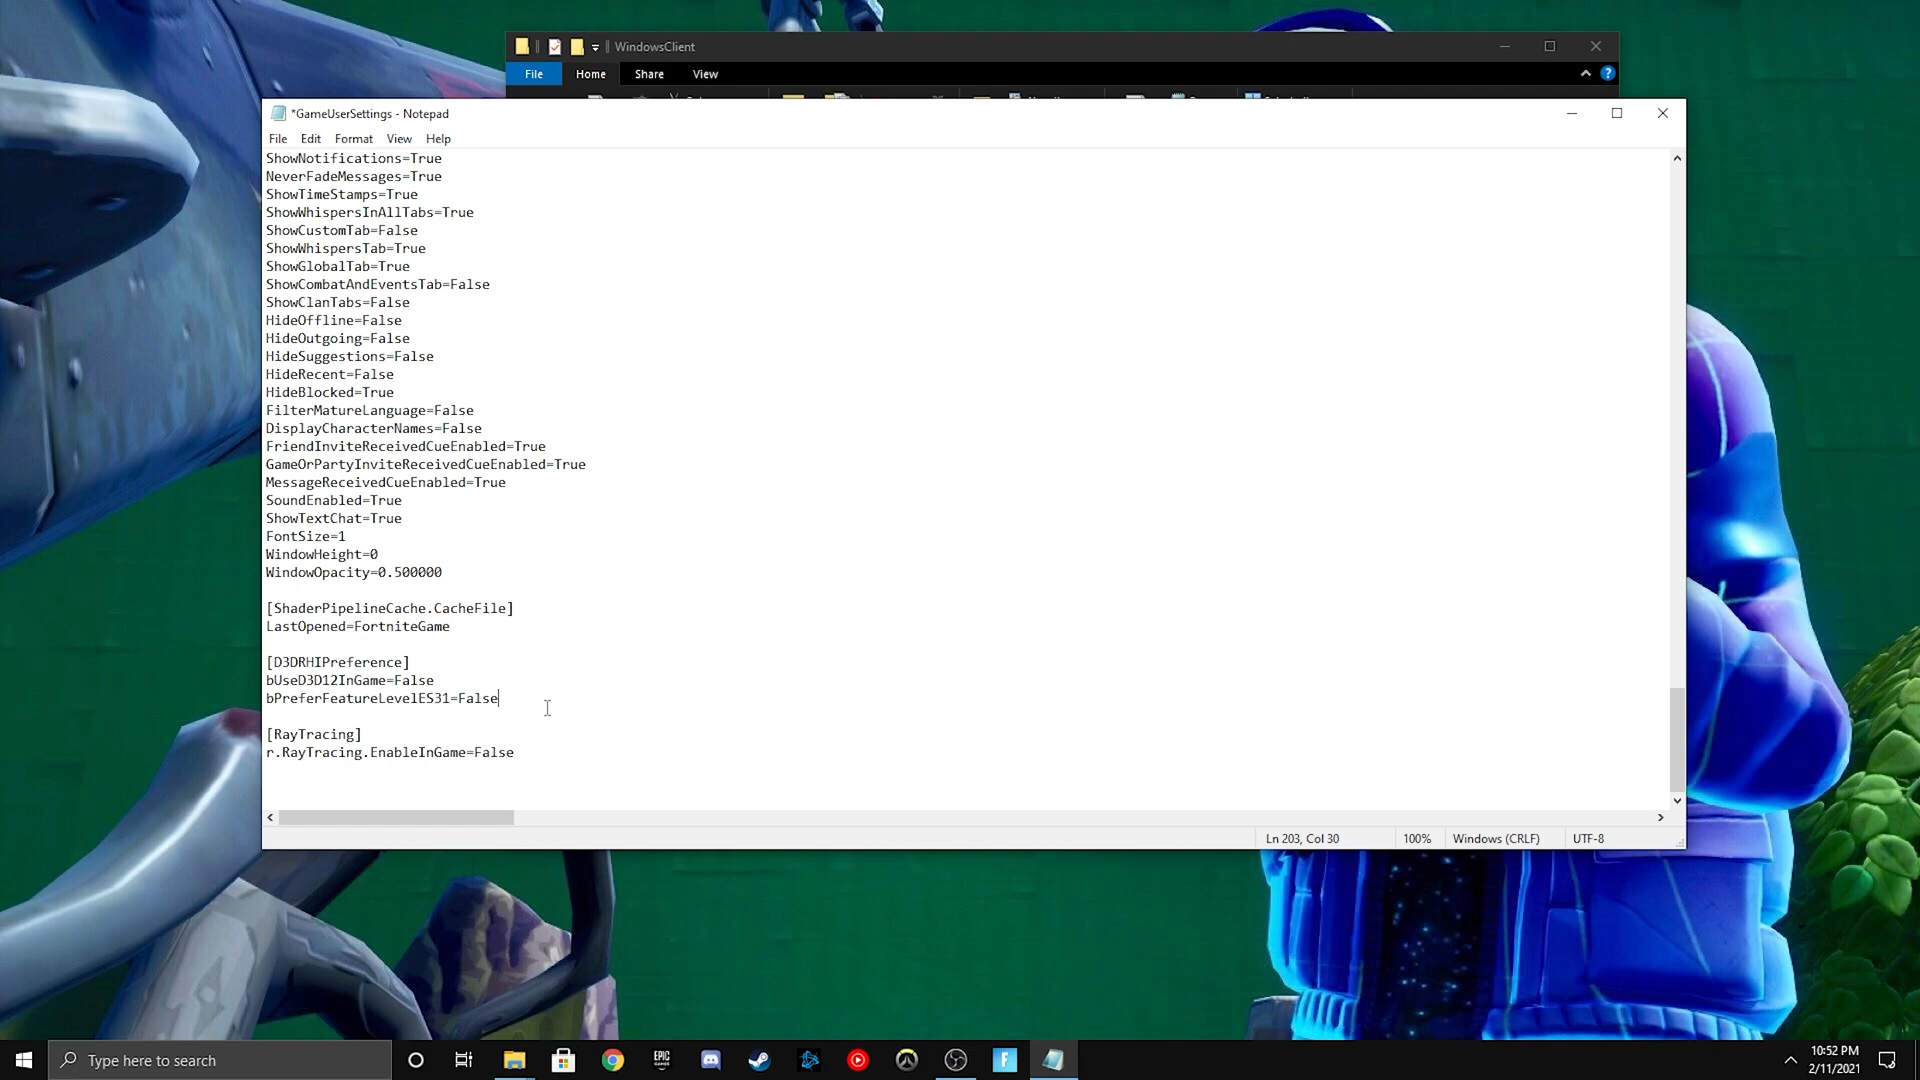 WindowsClient
File Home Share View
*GameUserSettings - Notepad
File Edit Format View Help
ShowNotifications=True
NeverFadeMessages=True
ShowTimeStamps=True
ShowWhispersInAllTabs=True
ShowCustomTab=False
ShowWhispersTab=True
ShowGlobalTab=True
ShowCombatAndEventsTab=False
ShowClanTabs=False
HideOffline=False
HideOutgoing=False
HideSuggestions=False
HideRecent=False
HideBlocked=True
FilterMatureLanguage=False
DisplayCharacterNames=False
FriendInviteReceivedCueEnabled=True
GameOrPartyInviteReceivedCueEnabled=True
MessageReceivedCueEnabled=True
SoundEnabled=True
ShowTextChat=True
FontSize=1
WindowHeight=0
WindowOpacity=0.500000
[ShaderPipelineCache.CacheFile]
LastOpened=FortniteGame
[D3DRHIPreference]
bUseD3D12InGame=False
bPreferFeatureLevelES31=False
[RayTracing]
r.RayTracing.EnableInGame=False
Ln 203, Col 30 100% Windows (CRLF) UTF-8
Type here to search
EPIC GAMES
F
10:52 PM
2/11/2021